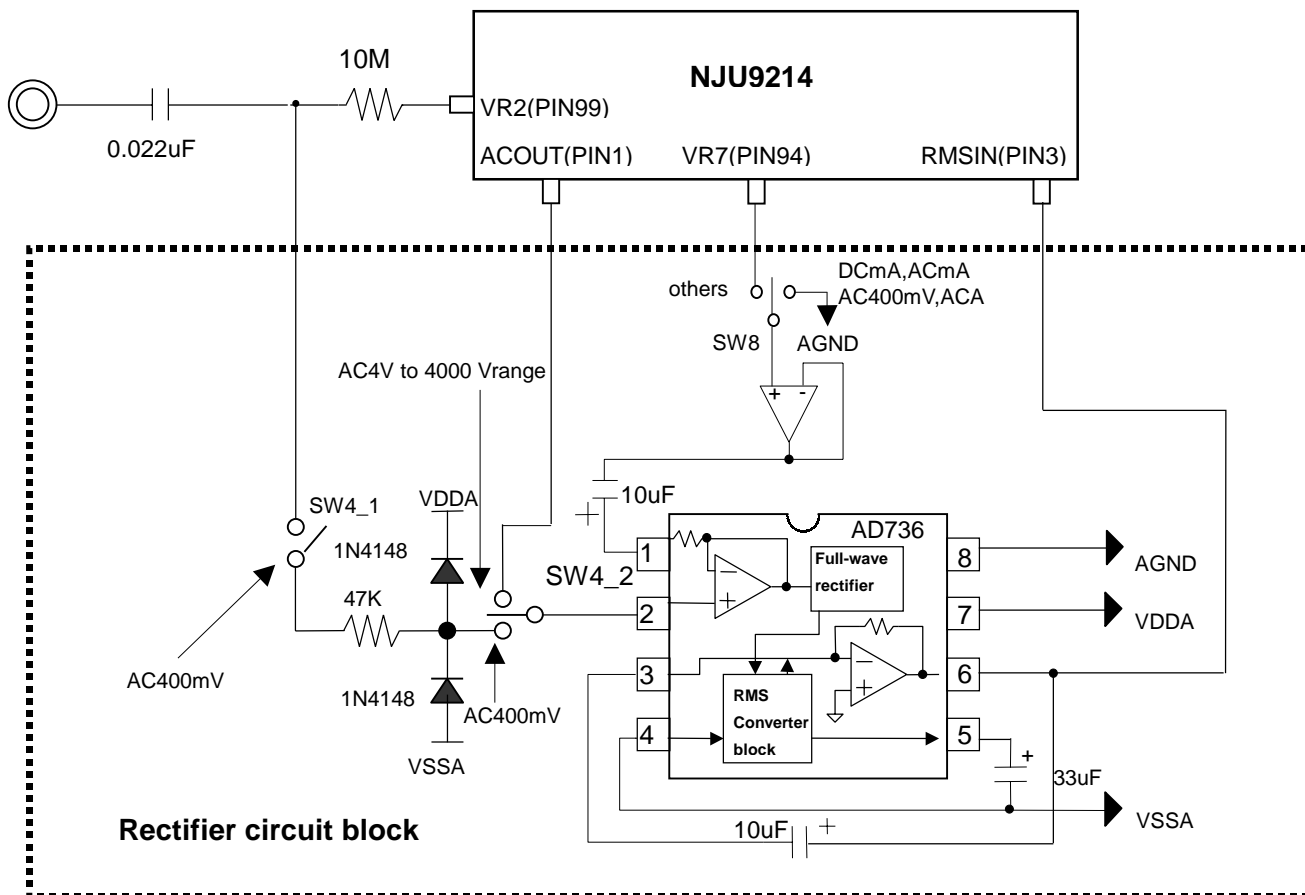 10M
NJU9214
VR2(PIN99)
0.022uF
ACOUT(PIN1)
VR7(PIN94)
RMSIN(PIN3)
DCmA,ACmA
AC400mV,ACA
others
SW8
AGND
AC4V to 4000 Vrange
+ -
10uF
+
SW4_1
VDDA
1N4148
AD736
1
Full-wave
rectifier
8
AGND
SW4_2
47K
2
7
VDDA
3
6
AC400mV
1N4148
AC400mV
RMS
Converter
block
4
5
+
33uF
VSSA
VSSA
10uF
+
Rectifier circuit block